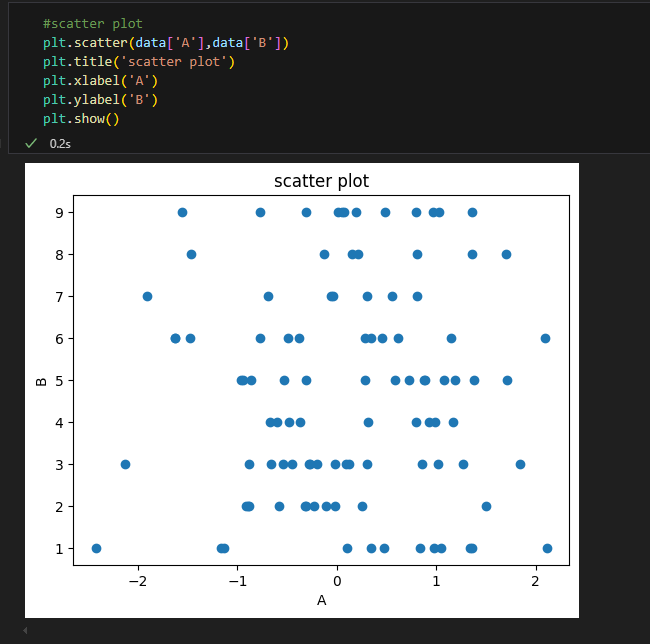 #scatter plot
plt.scatter(data['A'],data['B'])
plt.title('scatter plot')
plt.xlabel('A')
plt.ylabel('B')
plt.show()
0.2s
scatter plot
9
8
7
6
5
4
3
2
1
B
−2 −1 0 1 2
A